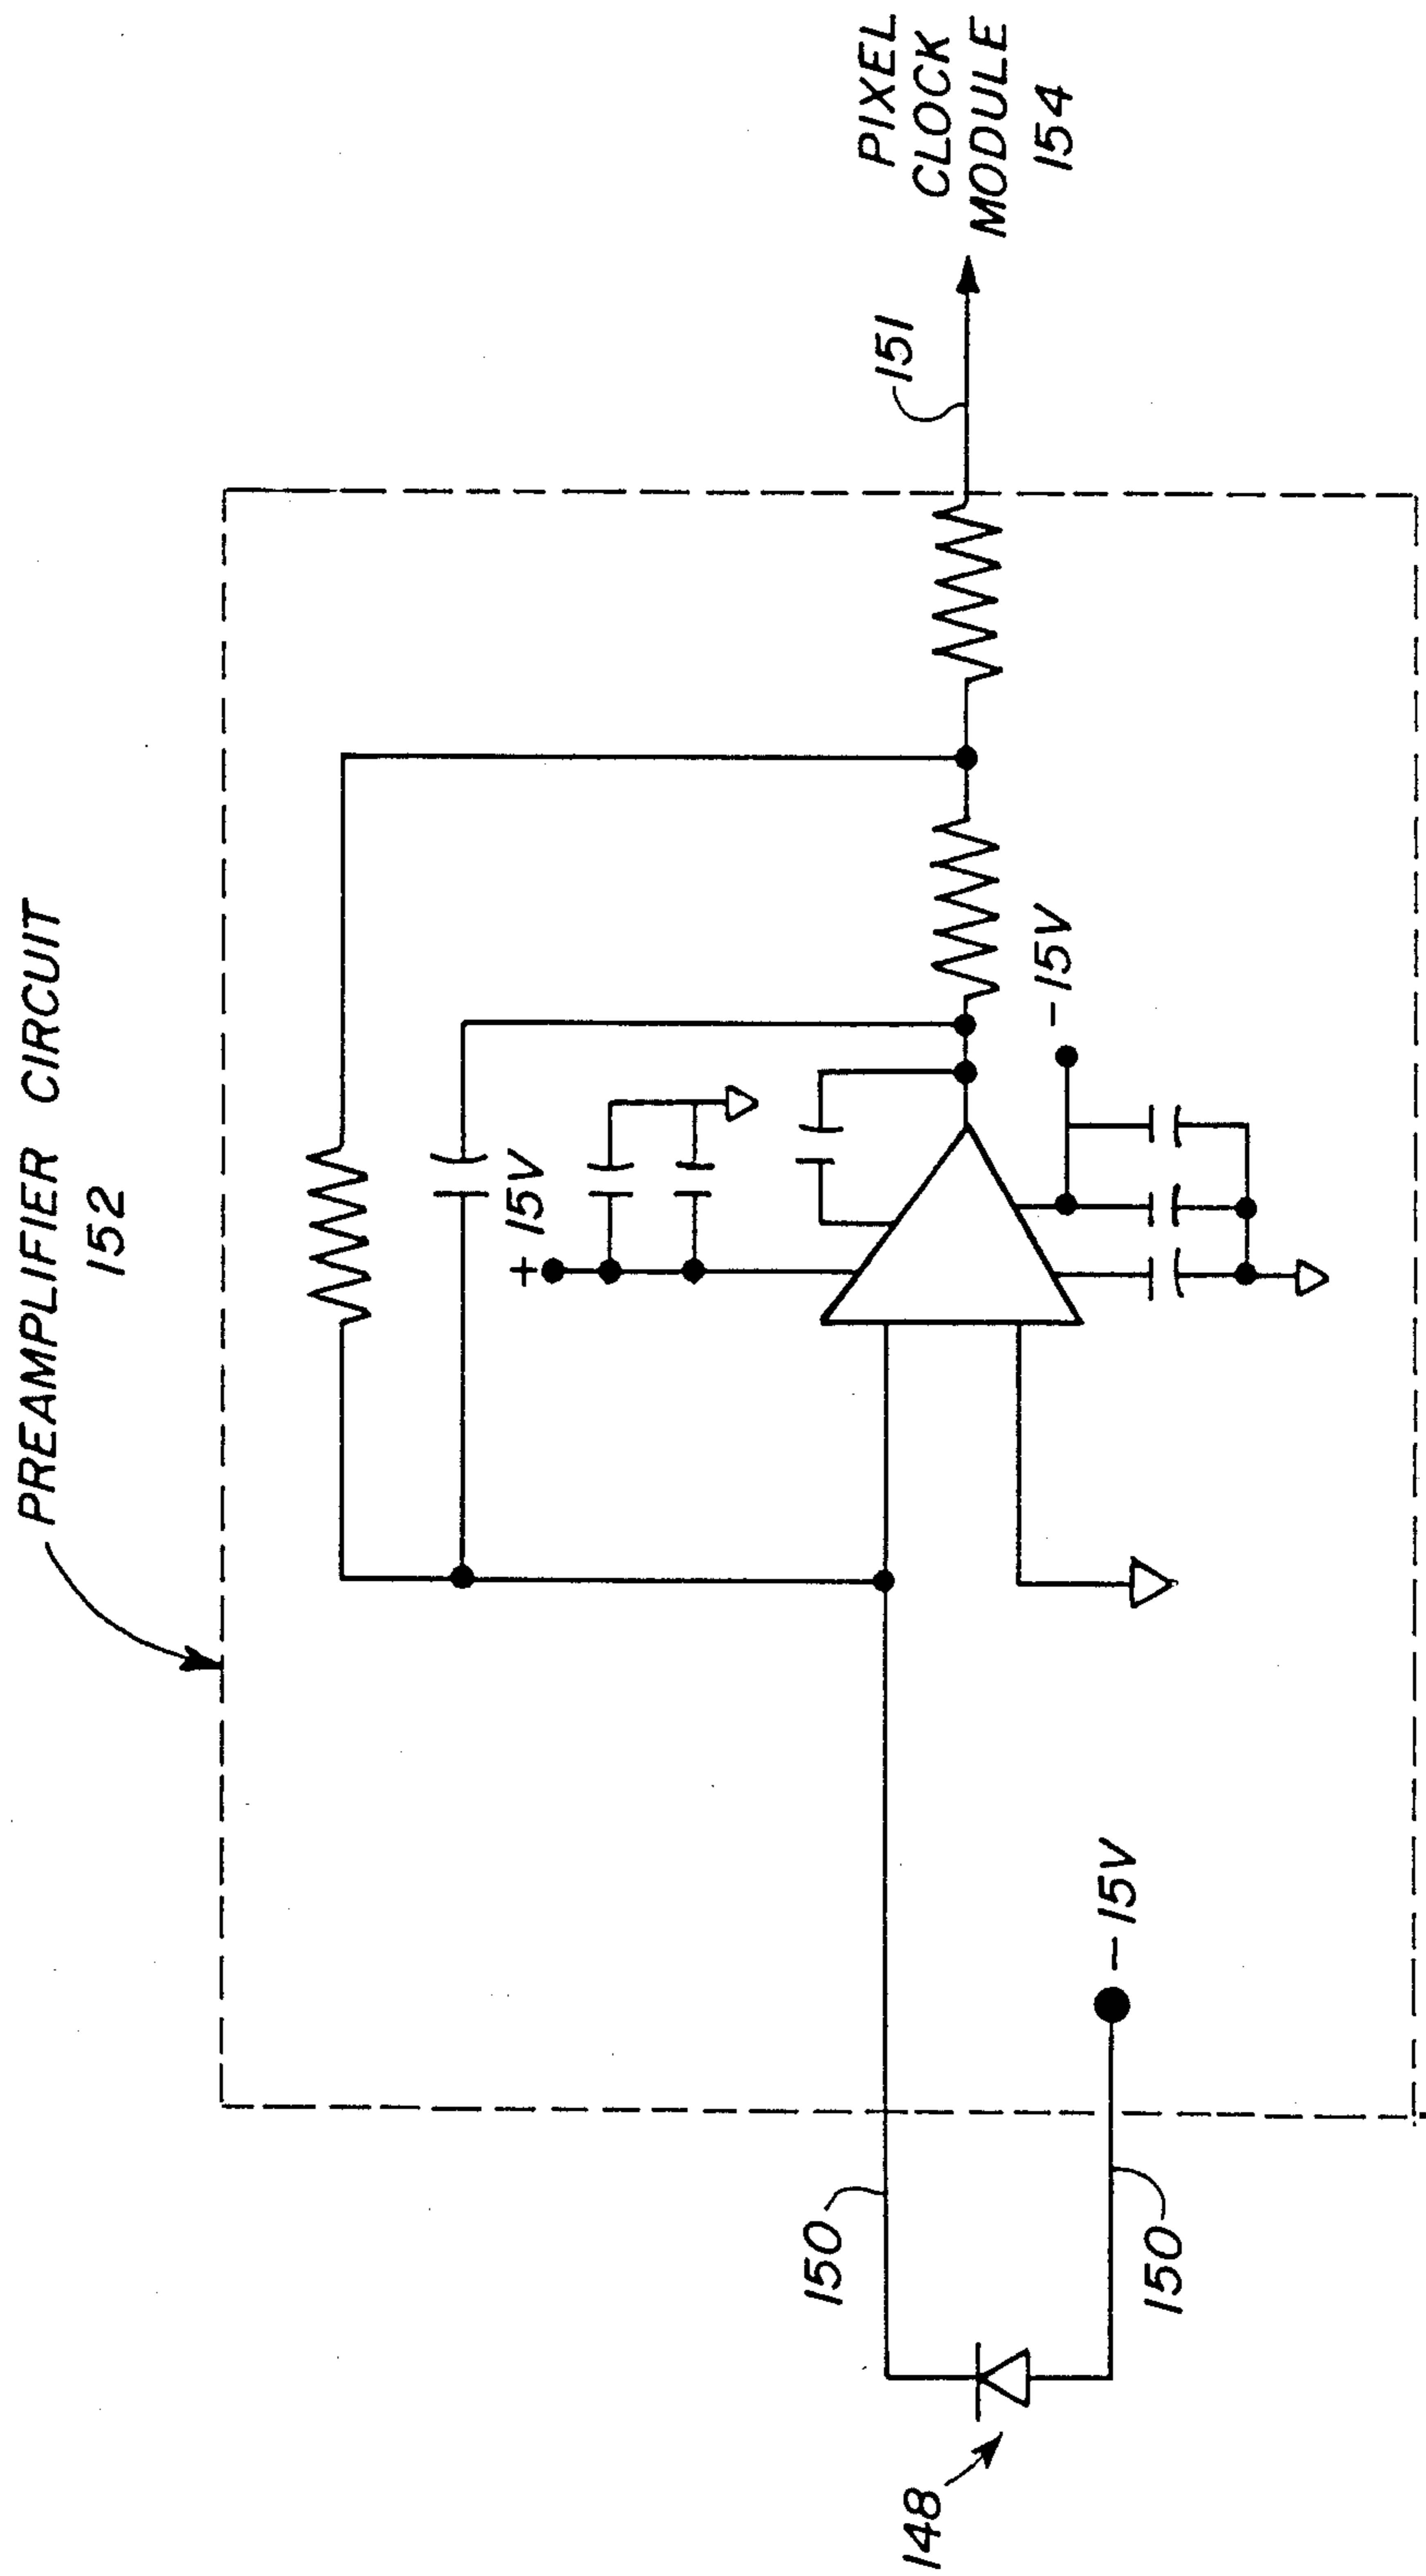 PREAMPLIFIER CIRCUIT
152
+15V
-15V
151
PIXEL
CLOCK
MODULE
154
150
-15V
150
148